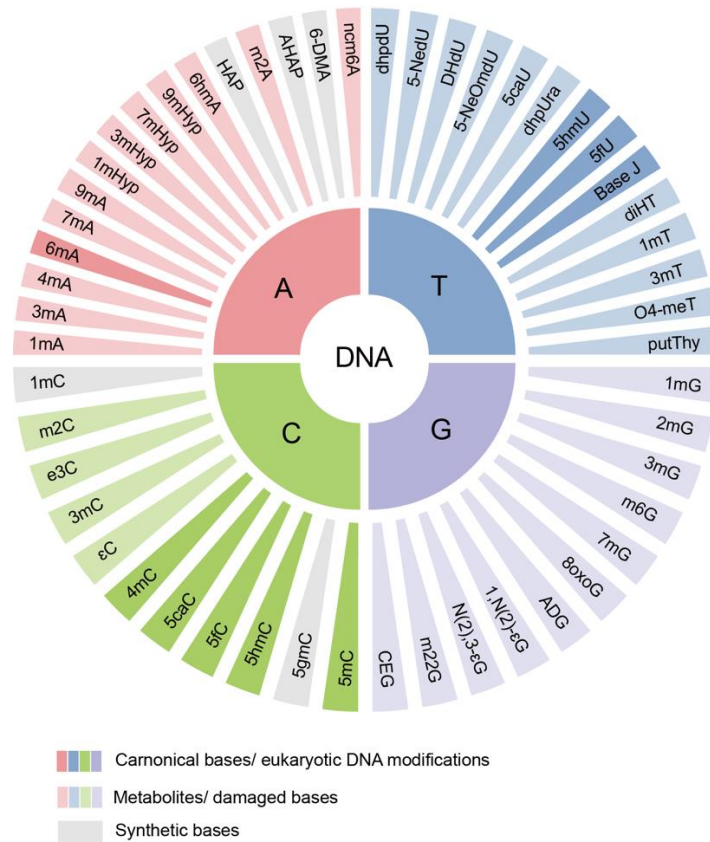 1mA
3mA
4mA
6mA
7mA
9mA
1mHyp
3mHyp
7mHyp
9mHyp
6hmA
HAP
m2A
AHAP
6-DMA
ncm6A
dhpdU
5-NedU
DHdU
5-NeOmdU
5caU
dhpUra
5hmU
5fU
Base J
diHT
1mT
3mT
O4-meT
putThy
A
T
DNA
C
G
1mC
m2C
e3C
3mC
εC
4mC
5caC
5fC
5hmC
5gmC
5mC
CEG
m22G
N(2),3-εG
1,N(2)-εG
ADG
8oxoG
7mG
m6G
3mG
2mG
1mG
Carnonical bases/ eukaryotic DNA modifications
Metabolites/ damaged bases
Synthetic bases